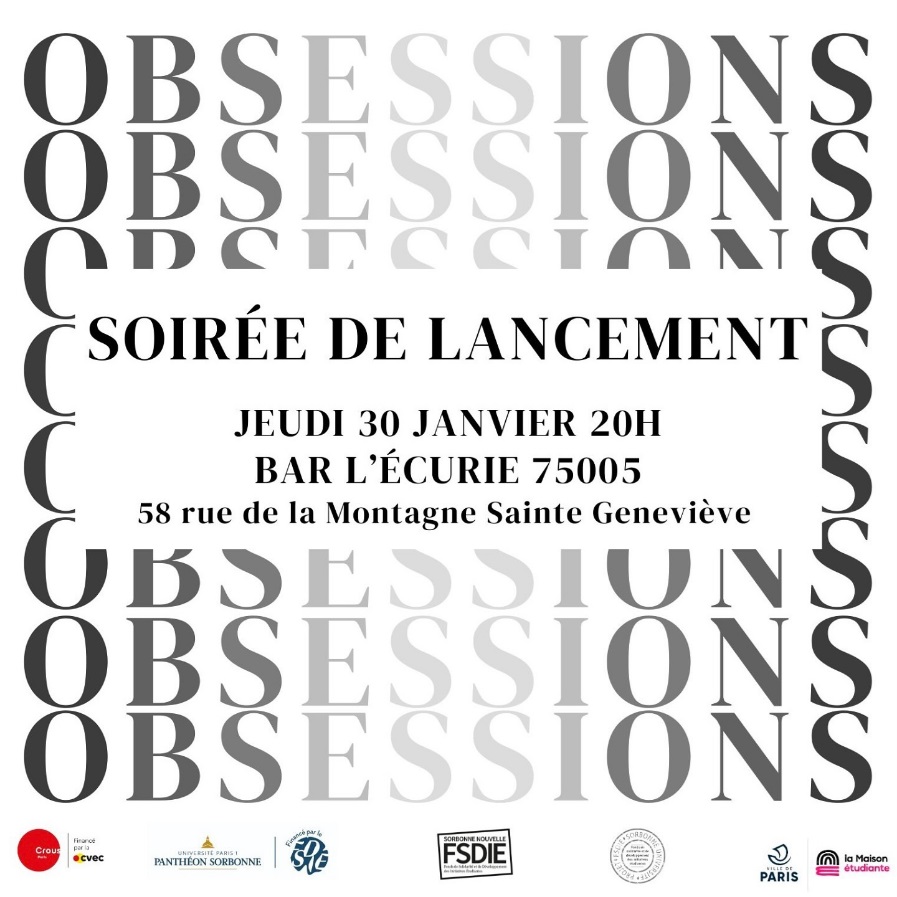 OBSESSIONS
OBSESSIONS
OBSESSIONS
SOIRÉE DE LANCEMENT
JEUDI 30 JANVIER 20H
BAR L’ÉCURIE 75005
58 rue de la Montagne Sainte Geneviève
OBSESSIONS
OBSESSIONS
OBSESSIONS
Crous
Paris
Financé
par la
cvec
UNIVERSITÉ PARIS 1
PANTHÉON SORBONNE
Financé par le
FSDIE
SORBONNE NOUVELLE
FSDIE
VILLE DE
PARIS
la Maison
étudiante